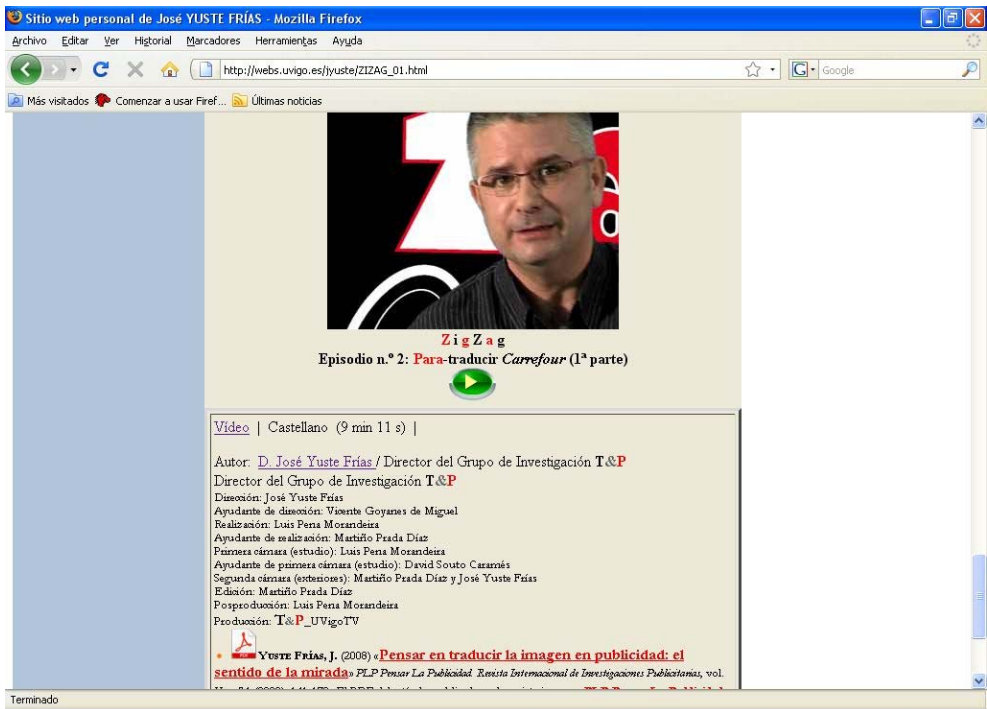 Sitio web personal de José YUSTE FRÍAS - Mozilla Firefox
Archivo Editar Ver Historial Marcadores Herramientas Ayuda
http://webs.uvigo.es/jyuste/ZIZAG_01.html
G Google
Más visitados Comenzar a usar Firef... Últimas noticias
ZigZag
Episodio n.º 2: Para-traducir Carrefour (1ª parte)
Vídeo | Castellano (9 min 11 s) |
Autor: D. José Yuste Frías / Director del Grupo de Investigación T&P
Director del Grupo de Investigación T&P
Dirección: José Yuste Frías
Ayudante de dirección: Vicente Goyanes de Miguel
Realización: Luis Pena Morandeira
Ayudante de realización: Martiño Prada Díaz
Primera cámara (estudio): Luis Pena Morandeira
Ayudante de primera cámara (estudio): David Souto Caramés
Segunda cámara (exteriores): Martiño Prada Díaz y José Yuste Frías
Edición: Martiño Prada Díaz
Posproducción: Luis Pena Morandeira
Producción: T&P_UVigoTV
YUSTE FRÍAS, J. (2008) «Pensar en traducir la imagen en publicidad: el
sentido de la mirada» PLP Pensar La Publicidad. Revista Internacional de Investigaciones Publicitarias, vol.
Terminado